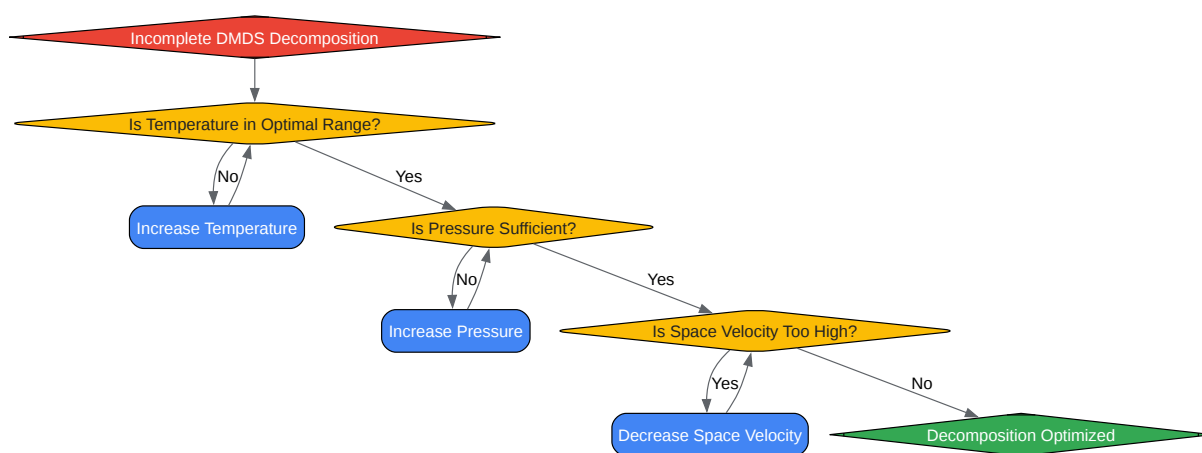 Incomplete DMDS Decomposition
Is Temperature in Optimal Range?
No
Yes
Increase Temperature
Is Pressure Sufficient?
No
Yes
Increase Pressure
Is Space Velocity Too High?
Yes
No
Decrease Space Velocity
Decomposition Optimized